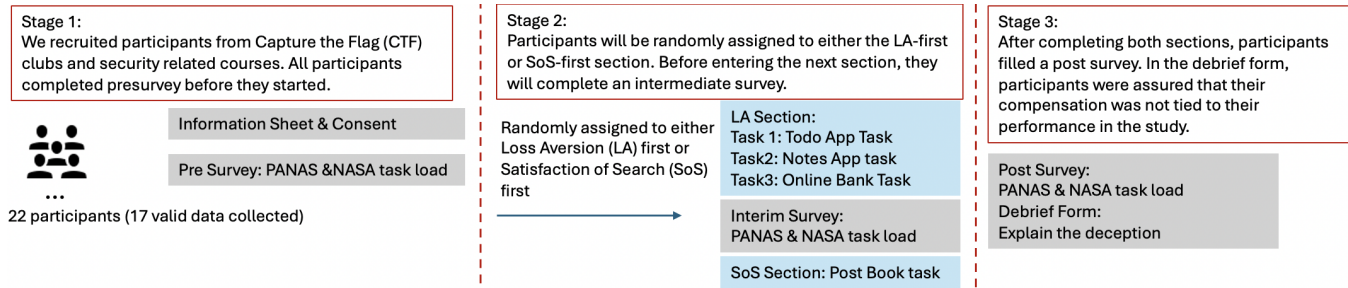 Stage 1:
We recruited participants from Capture the Flag (CTF)
clubs and security related courses. All participants
completed presurvey before they started.
Information Sheet & Consent
Pre Survey: PANAS &NASA task load
...
22 participants (17 valid data collected)
Stage 2:
Participants will be randomly assigned to either the LA-first
or SoS-first section. Before entering the next section, they
will complete an intermediate survey.
Randomly assigned to either
Loss Aversion (LA) first or
Satisfaction of Search (SoS)
first
LA Section:
Task 1: Todo App Task
Task2: Notes App task
Task3: Online Bank Task
Interim Survey:
PANAS & NASA task load
SoS Section: Post Book task
Stage 3:
After completing both sections, participants
filled a post survey. In the debrief form,
participants were assured that their
compensation was not tied to their
performance in the study.
Post Survey:
PANAS & NASA task load
Debrief Form:
Explain the deception